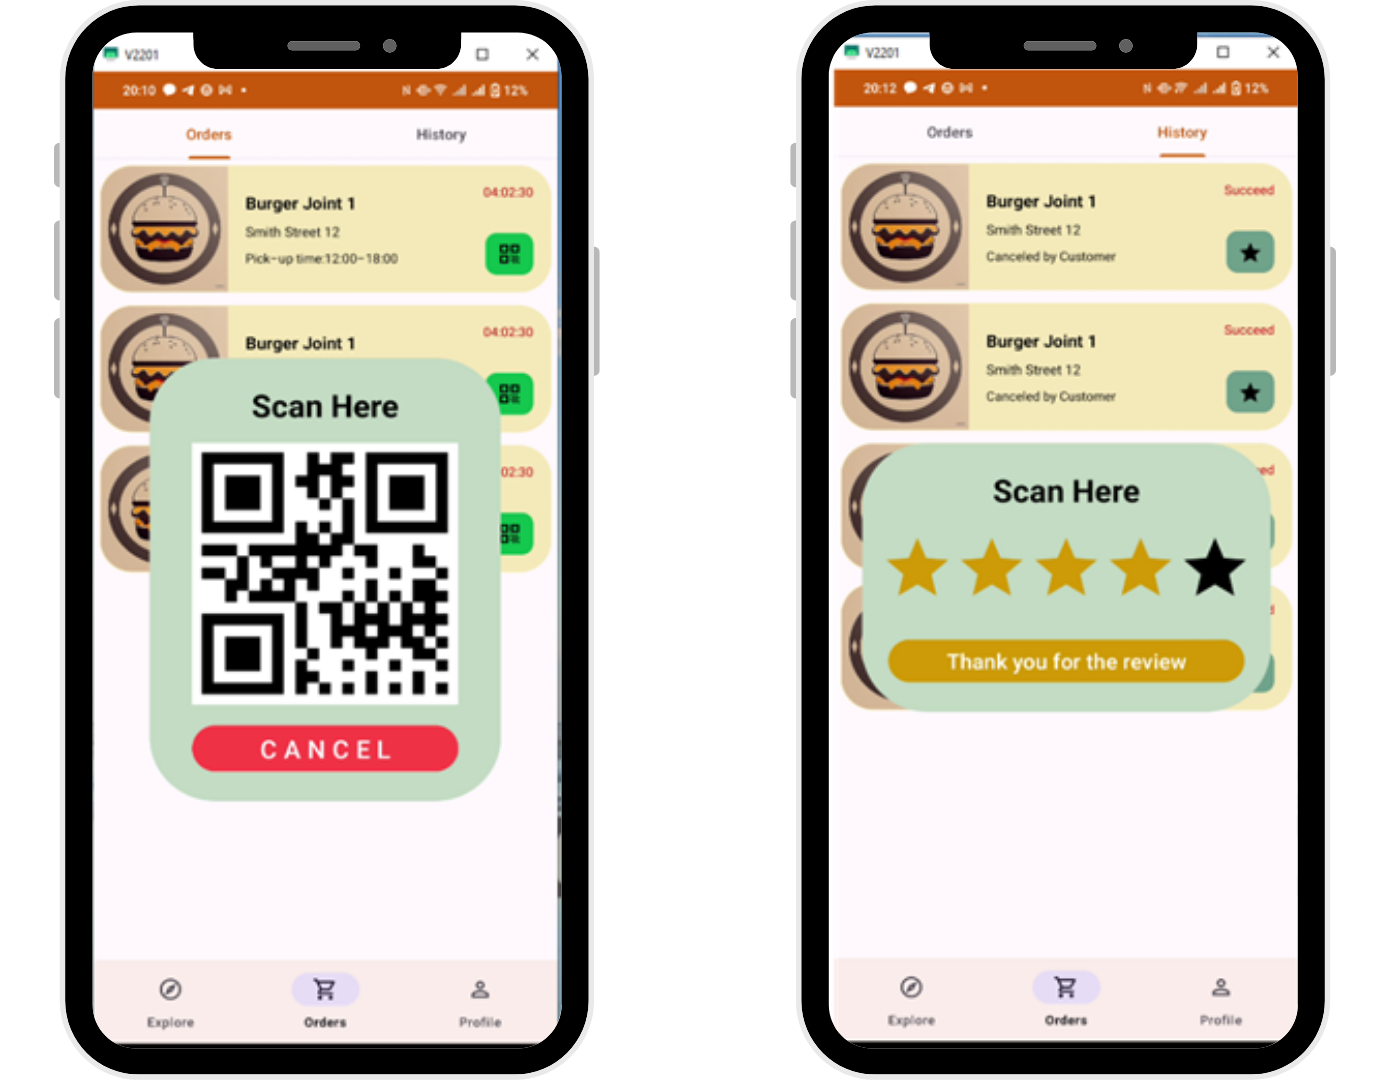 V2201
20:10
12%
Orders
History
Burger Joint 1
04:02:30
Smith Street 12
Pick-up time:12:00-18:00
Burger Joint 1
04:02:30
02:30
Scan Here
CANCEL
Explore
Orders
Profile
V2201
20:12
12%
Orders
History
Burger Joint 1
Succeed
Smith Street 12
Canceled by Customer
Burger Joint 1
Succeed
Smith Street 12
Canceled by Customer
ed
Scan Here
d
Thank you for the review
Explore
Orders
Profile